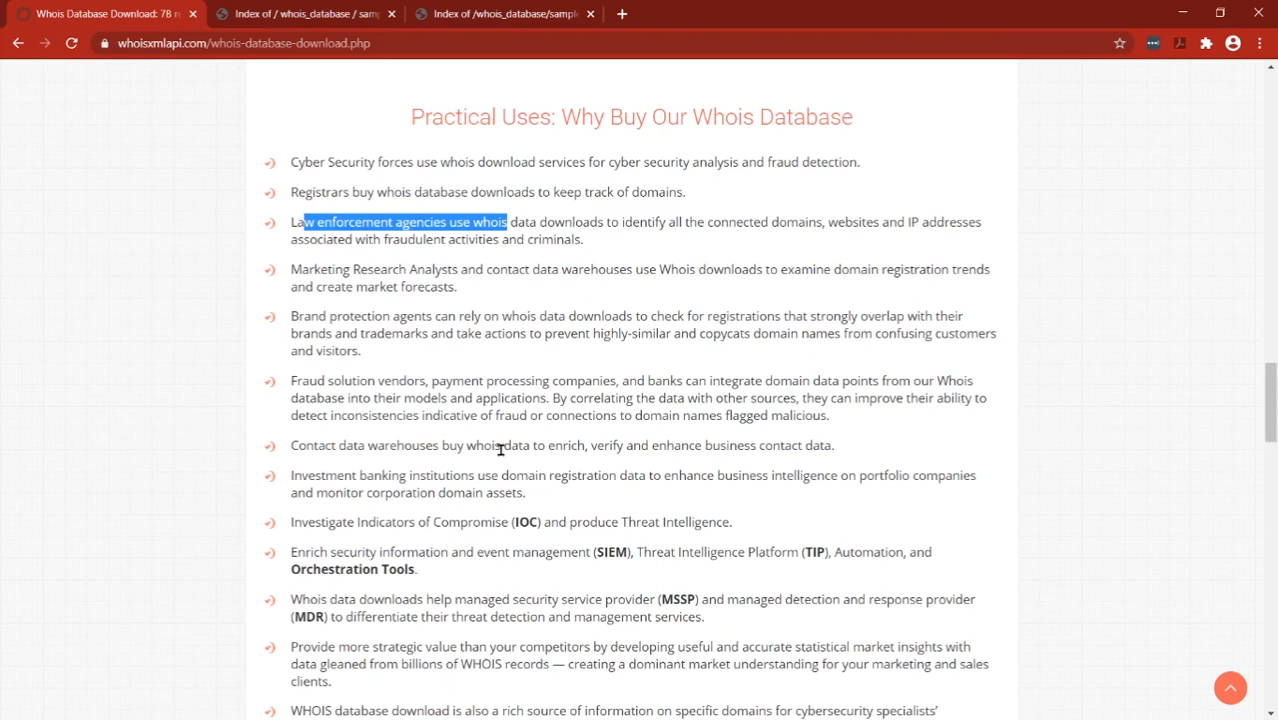 Whois Database Download: 7B r
Index of / whois_database / samp
Index of /whois_database/sample
whoisxmlapi.com/whois-database-download.php
Practical Uses: Why Buy Our Whois Database
Cyber Security forces use whois download services for cyber security analysis and fraud detection.
Registrars buy whois database downloads to keep track of domains.
Law enforcement agencies use whois data downloads to identify all the connected domains, websites and IP addresses
associated with fraudulent activities and criminals.
Marketing Research Analysts and contact data warehouses use Whois downloads to examine domain registration trends
and create market forecasts.
Brand protection agents can rely on whois data downloads to check for registrations that strongly overlap with their
brands and trademarks and take actions to prevent highly-similar and copycats domain names from confusing customers
and visitors.
Fraud solution vendors, payment processing companies, and banks can integrate domain data points from our Whois
database into their models and applications. By correlating the data with other sources, they can improve their ability to
detect inconsistencies indicative of fraud or connections to domain names flagged malicious.
Contact data warehouses buy whois data to enrich, verify and enhance business contact data.
Investment banking institutions use domain registration data to enhance business intelligence on portfolio companies
and monitor corporation domain assets.
Investigate Indicators of Compromise (IOC) and produce Threat Intelligence.
Enrich security information and event management (SIEM), Threat Intelligence Platform (TIP), Automation, and
Orchestration Tools.
Whois data downloads help managed security service provider (MSSP) and managed detection and response provider
(MDR) to differentiate their threat detection and management services.
Provide more strategic value than your competitors by developing useful and accurate statistical market insights with
data gleaned from billions of WHOIS records — creating a dominant market understanding for your marketing and sales
clients.
WHOIS database download is also a rich source of information on specific domains for cybersecurity specialists'